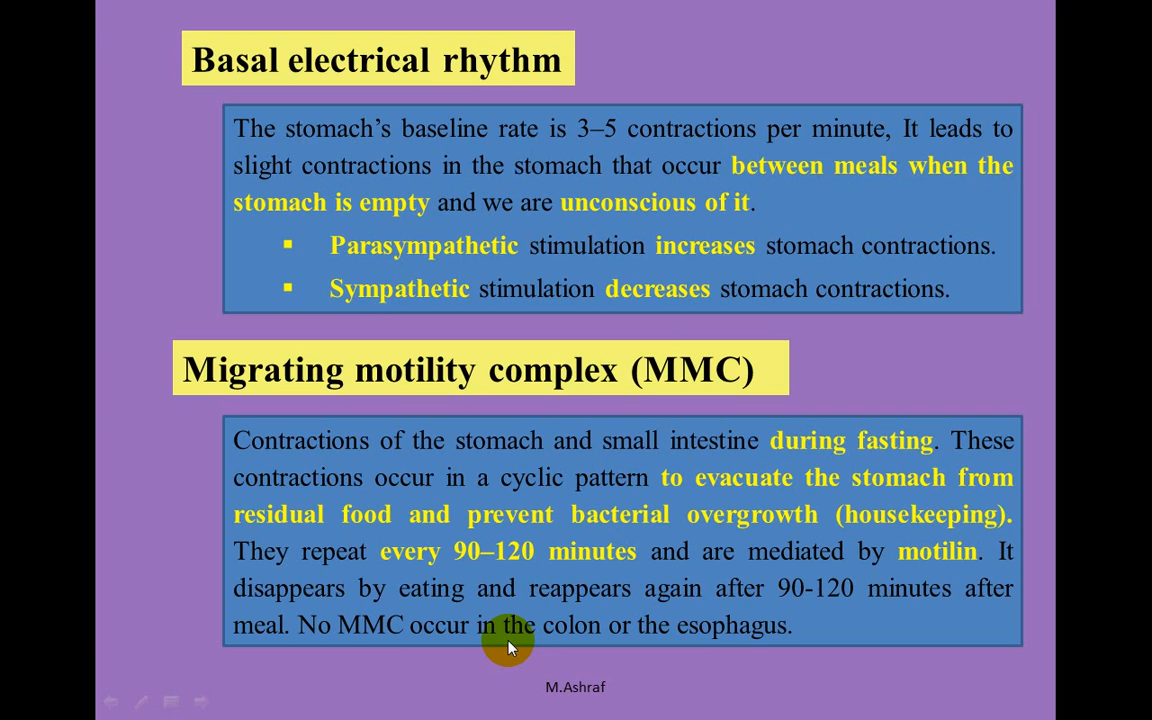 Basal electrical rhythm
The stomach’s baseline rate is 3–5 contractions per minute, It leads to
slight contractions in the stomach that occur between meals when the
stomach is empty and we are unconscious of it.
▪ Parasympathetic stimulation increases stomach contractions.
▪ Sympathetic stimulation decreases stomach contractions.
Migrating motility complex (MMC)
Contractions of the stomach and small intestine during fasting. These
contractions occur in a cyclic pattern to evacuate the stomach from
residual food and prevent bacterial overgrowth (housekeeping).
They repeat every 90–120 minutes and are mediated by motilin. It
disappears by eating and reappears again after 90-120 minutes after
meal. No MMC occur in the colon or the esophagus.
M.Ashraf